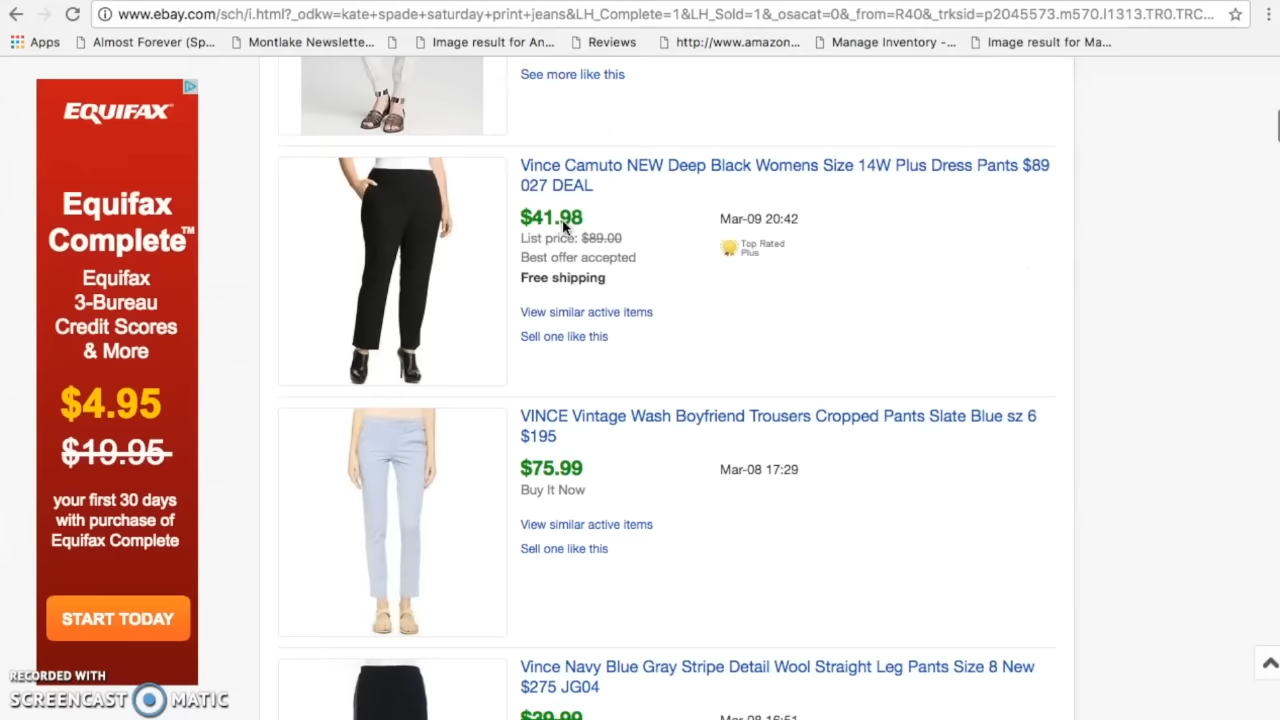 www.ebay.com/sch/i.html?_odkw=kate+spade+saturday+print+jeans&LH_Complete=1&LH_Sold=1&_osacat=0&_from=R40&_trksid=p2045573.m570.l1313.TR0.TRC...
Apps Almost Forever (Sp... Montlake Newslette... Image result for An... Reviews http://www.amazon... Manage Inventory -... Image result for Ma...
See more like this
EQUIFAX
Equifax
Complete™
Equifax
3-Bureau
Credit Scores
& More
$4.95
$19.95
your first 30 days
with purchase of
Equifax Complete
START TODAY
RECORDED WITH
SCREENCAST MATIC
Vince Camuto NEW Deep Black Womens Size 14W Plus Dress Pants $89
027 DEAL
$41.98 Mar-09 20:42
List price: $89.00
Top Rated
Plus
Best offer accepted
Free shipping
View similar active items
Sell one like this
VINCE Vintage Wash Boyfriend Trousers Cropped Pants Slate Blue sz 6
$195
$75.99 Mar-08 17:29
Buy It Now
View similar active items
Sell one like this
Vince Navy Blue Gray Stripe Detail Wool Straight Leg Pants Size 8 New
$275 JG04
$39.99 Mar-08 16:51